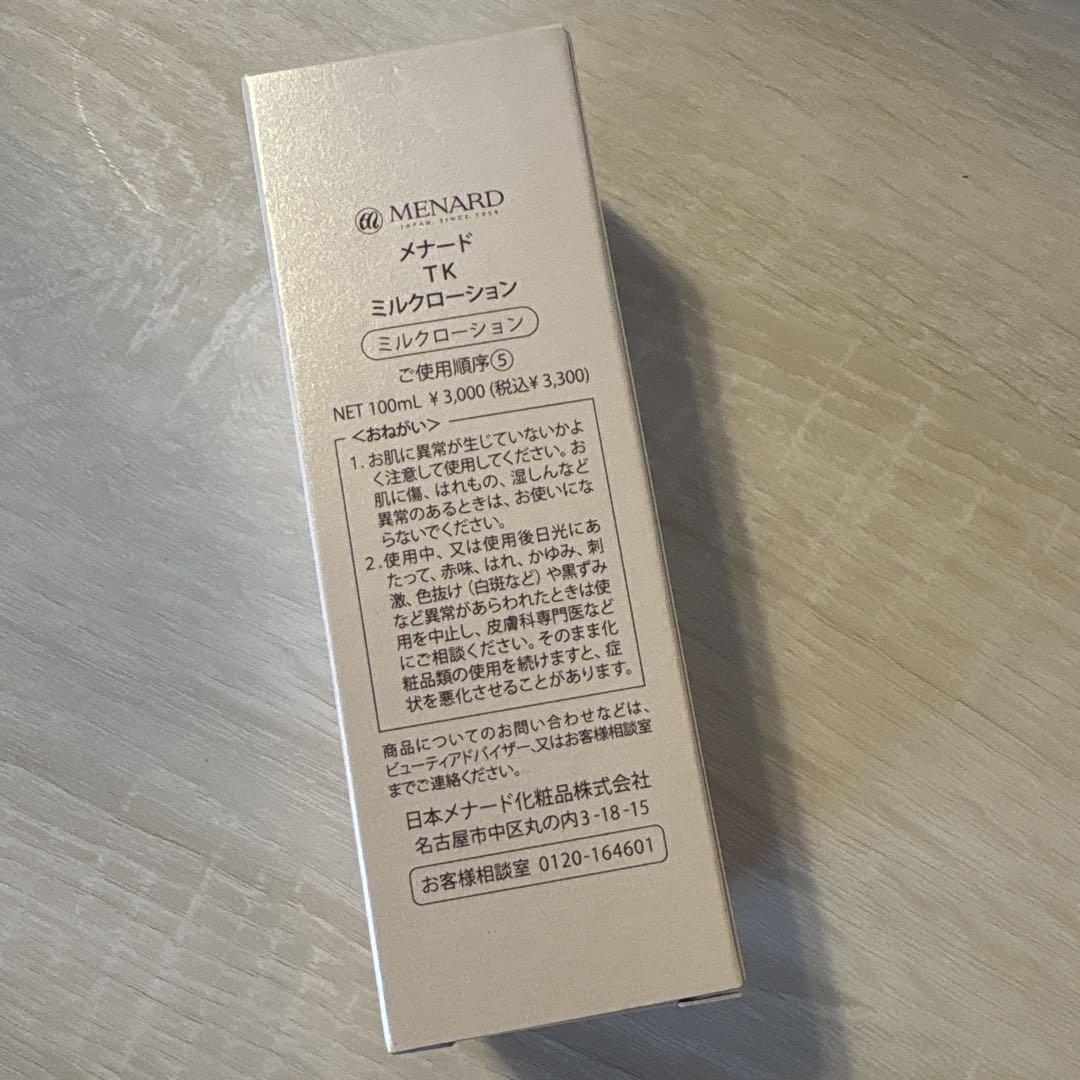 MENARD
JAPAN, SINCE 1959
メナード
TK
ミルクローション
ミルクローション
ご使用順序⑤
NET 100mL ¥3,000 (税込¥3,300)
<おねがい>
1. お肌に異常が生じていないかよ
く注意して使用してください。お
肌に傷、はれもの、湿しんなど
異常のあるときは、お使いにな
らないでください。
2. 使用中、又は使用後日光にあ
たって、赤味、はれ、かゆみ、刺
激、色抜け(白斑など)や黒ずみ
など異常があらわれたときは使
用を中止し、皮膚科専門医など
にご相談ください。そのまま化
粧品類の使用を続けますと、症
状を悪化させることがあります。
商品についてのお問い合わせなどは、
ビューティアドバイザー、又はお客様相談室
までご連絡ください。
日本メナード化粧品株式会社
名古屋市中区丸の内3-18-15
お客様相談室 0120-164601